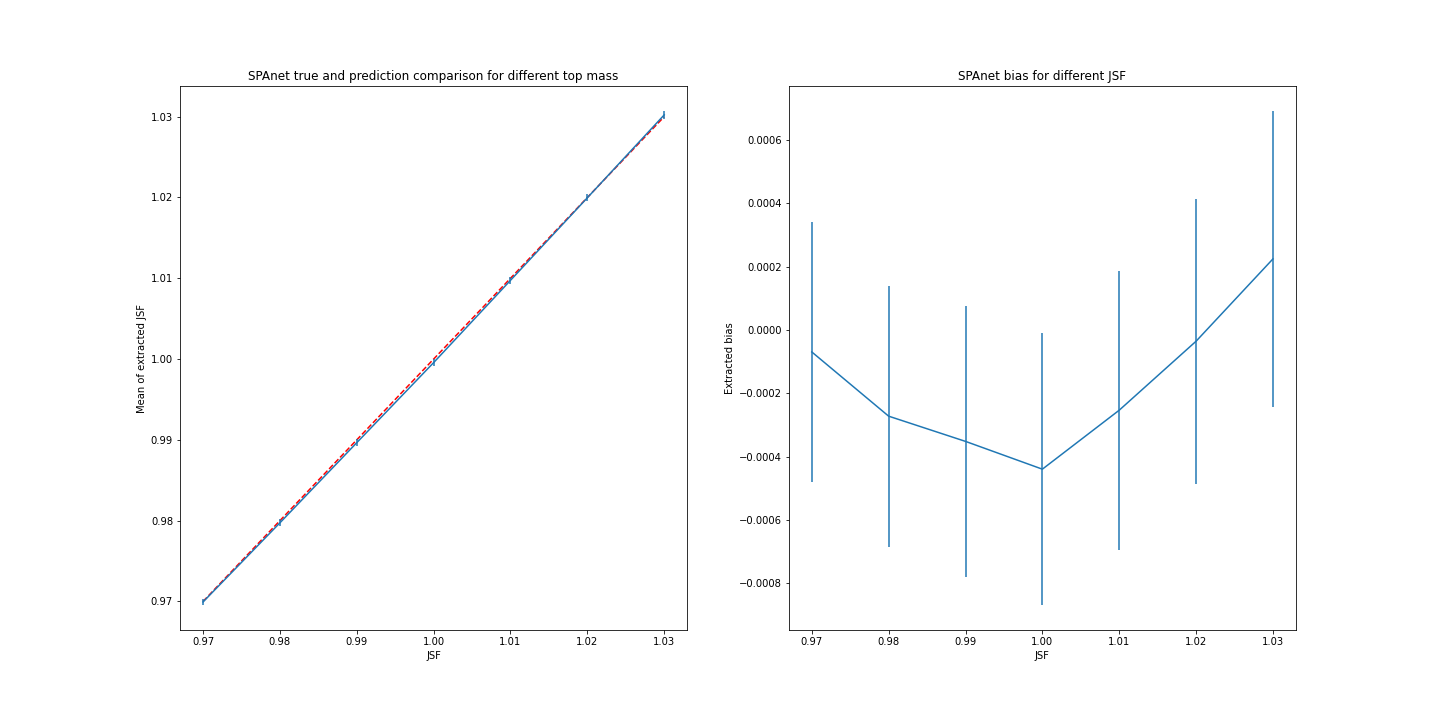 SPAnet true and prediction comparison for different top mass
1.03
1.02
1.01
1.00
0.99
0.98
0.97
Mean of extracted JSF
0.97 0.98 0.99 1.00 1.01 1.02 1.03
JSF
SPAnet bias for different JSF
0.0006
0.0004
0.0002
0.0000
−0.0002
−0.0004
−0.0006
−0.0008
Extracted bias
0.97 0.98 0.99 1.00 1.01 1.02 1.03
JSF